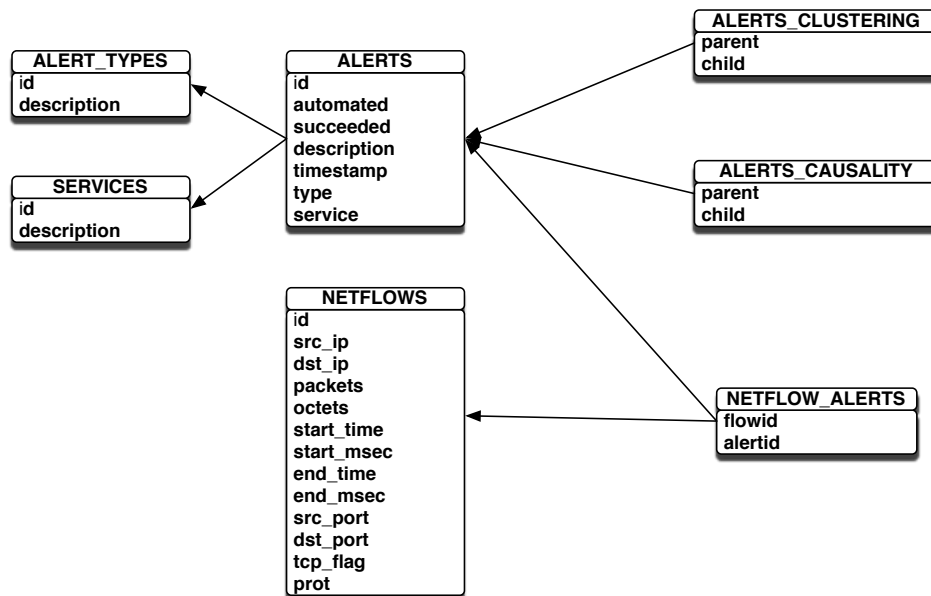 ALERT_TYPES
id
description
SERVICES
id
description
ALERTS
id
automated
succeeded
description
timestamp
type
service
NETFLOWS
id
src_ip
dst_ip
packets
octets
start_time
start_msec
end_time
end_msec
src_port
dst_port
tcp_flag
prot
ALERTS_CLUSTERING
parent
child
ALERTS_CAUSALITY
parent
child
NETFLOW_ALERTS
flowid
alertid